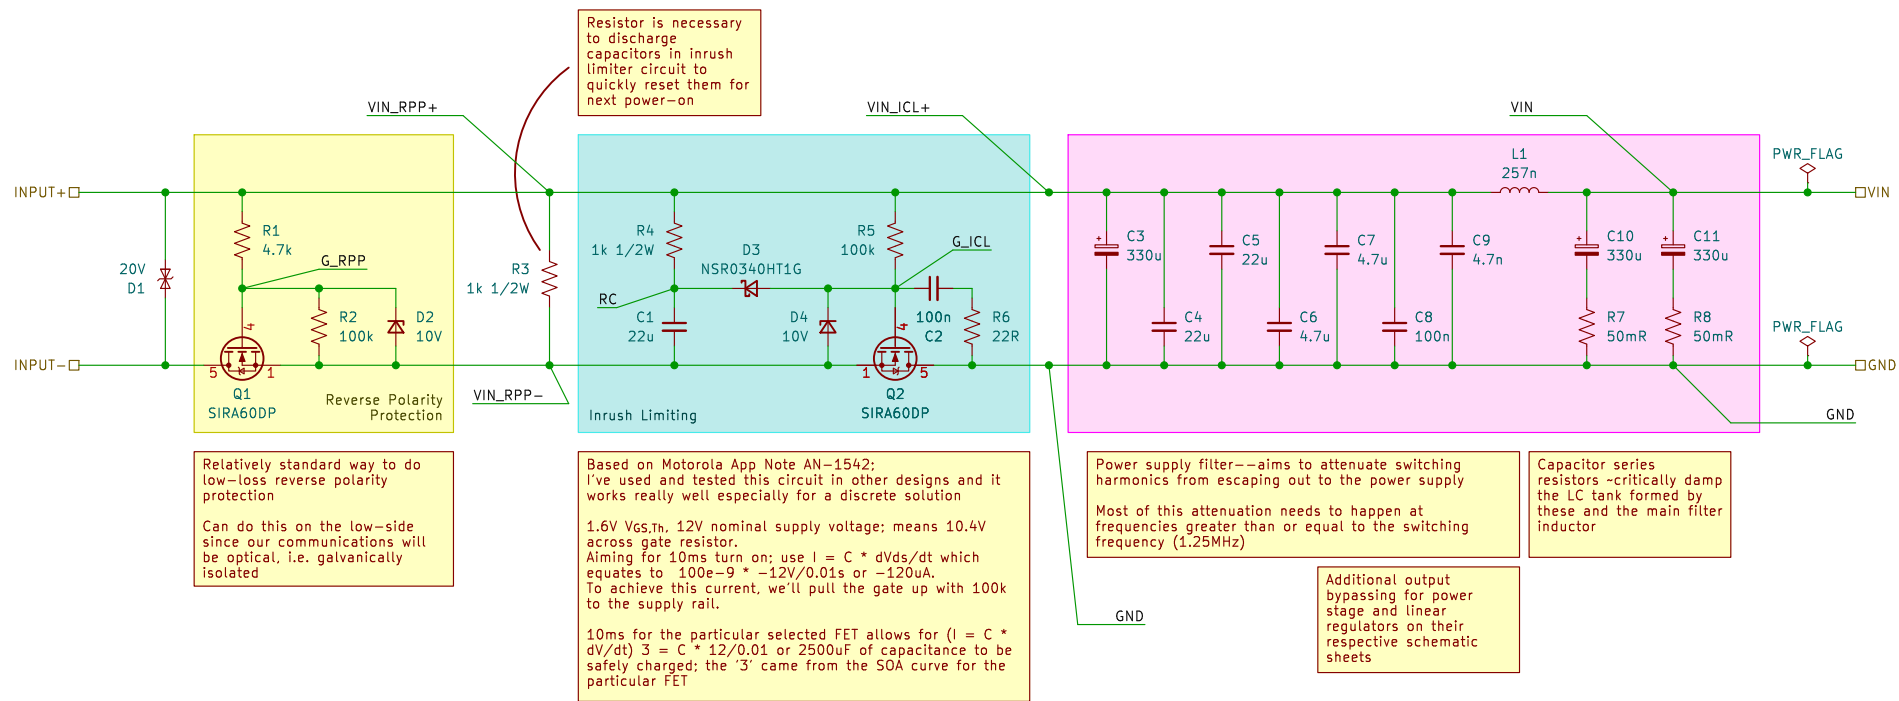 Resistor is necessary
to discharge
capacitors in inrush
limiter circuit to
quickly reset them for
next power-on
VIN_RPP+
VIN_ICL+
VIN
L1
257n
PWR_FLAG
INPUT+
VIN
R1
4.7k
G_RPP
20V
D1
R2
100k
D2
10V
4
5
1
INPUT-
Q1
SIRA60DP
Reverse Polarity
Protection
R3
1k 1/2W
VIN_RPP-
R4
1k 1/2W
D3
NSR0340HT1G
R5
100k
G_ICL
RC
C1
22u
D4
10V
100n
C2
R6
22R
4
1
5
Q2
SIRA60DP
Inrush Limiting
C3
330u
C4
22u
C5
22u
C6
4.7u
C7
4.7u
C8
100n
C9
4.7n
C10
330u
C11
330u
R7
50mR
R8
50mR
PWR_FLAG
GND
GND
GND
Relatively standard way to do
low-loss reverse polarity
protection
Can do this on the low-side
since our communications will
be optical, i.e. galvanically
isolated
Based on Motorola App Note AN-1542;
I've used and tested this circuit in other designs and it
works really well especially for a discrete solution
1.6V VGS,Th, 12V nominal supply voltage; means 10.4V
across gate resistor.
Aiming for 10ms turn on; use I = C * dVds/dt which
equates to 100e-9 * -12V/0.01s or -120uA.
To achieve this current, we'll pull the gate up with 100k
to the supply rail.
10ms for the particular selected FET allows for (I = C *
dV/dt) 3 = C * 12/0.01 or 2500uF of capacitance to be
safely charged; the '3' came from the SOA curve for the
particular FET
Power supply filter--aims to attenuate switching
harmonics from escaping out to the power supply
Most of this attenuation needs to happen at
frequencies greater than or equal to the switching
frequency (1.25MHz)
Capacitor series
resistors ~critically damp
the LC tank formed by
these and the main filter
inductor
Additional output
bypassing for power
stage and linear
regulators on their
respective schematic
sheets